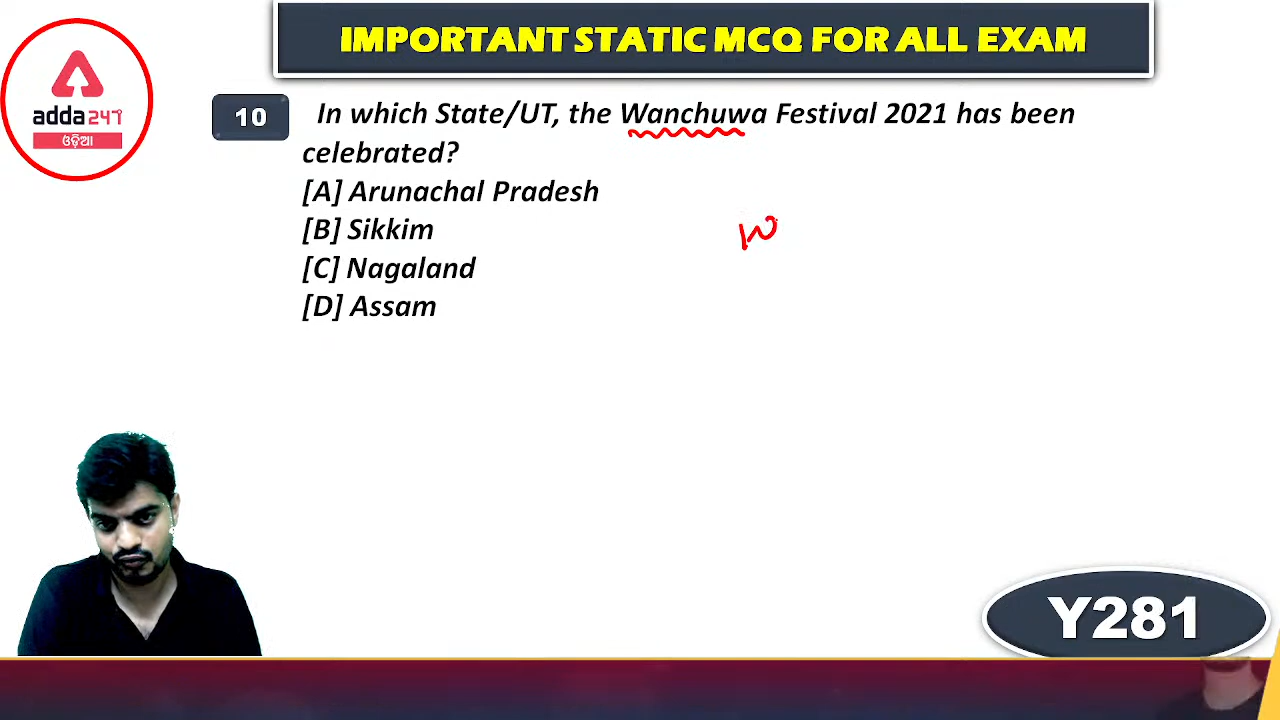 IMPORTANT STATIC MCQ FOR ALL EXAM
adda247
ଓଡ଼ିଆ
10 In which State/UT, the Wanchuwa Festival 2021 has been
celebrated?
[A] Arunachal Pradesh
[B] Sikkim
[C] Nagaland
[D] Assam
Y281